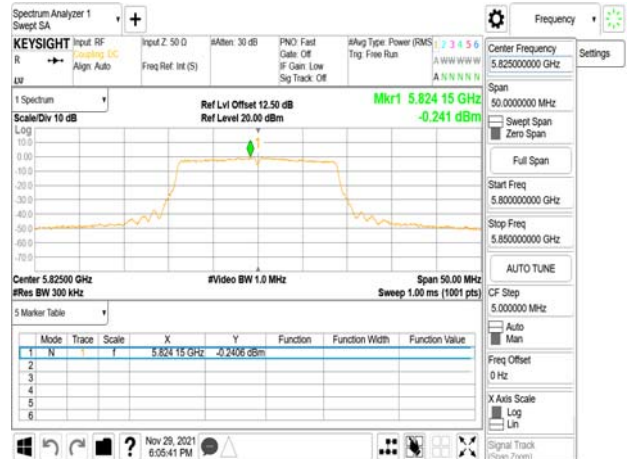 Spectrum Analyzer 1
Swept SA
Frequency
KEYSIGHT
Input: RF
Coupling: DC
Align: Auto
R
LVI
Input Z: 50 Ω
Freq Ref: Int (S)
#Atten: 30 dB
PNO: Fast
Gate: Off
IF Gain: Low
Sig Track: Off
#Avg Type: Power (RMS
Trig: Free Run
1 2 3 4 5 6
A W W W W W
A N N N N N
Center Frequency
5.825000000 GHz
Settings
Span
50.0000000 MHz
Swept Span
Zero Span
Full Span
Start Freq
5.800000000 GHz
Stop Freq
5.850000000 GHz
AUTO TUNE
CF Step
5.000000 MHz
Auto
Man
Freq Offset
0 Hz
X Axis Scale
Log
Lin
Signal Track
(Span Zoom)
1 Spectrum
Scale/Div 10 dB
Ref Lvl Offset 12.50 dB
Ref Level 20.00 dBm
Mkr1 5.824 15 GHz
-0.241 dBm
Log
10.0
0.00
-10.0
-20.0
-30.0
-40.0
-50.0
-60.0
-70.0
1
Center 5.82500 GHz
#Res BW 300 kHz
#Video BW 1.0 MHz
Span 50.00 MHz
Sweep 1.00 ms (1001 pts)
5 Marker Table
Mode Trace Scale X Y Function Function Width Function Value
1 N 1 f 5.824 15 GHz -0.2406 dBm
2
3
4
5
6
?
Nov 29, 2021
6:05:41 PM